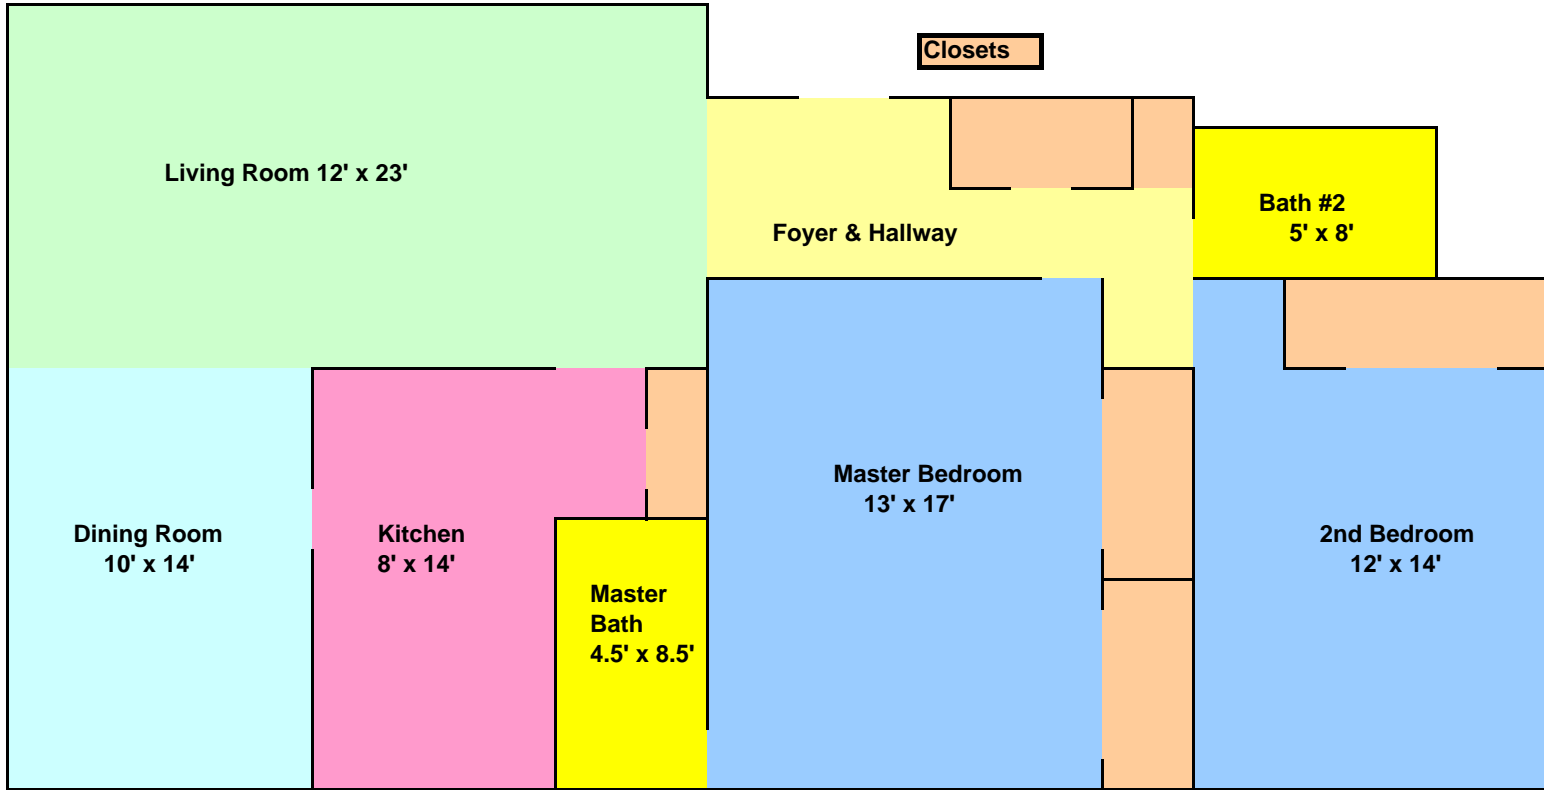 Closets
Living Room 12' x 23'
Bath #2
5' x 8'
Foyer & Hallway
Master Bedroom
13' x 17'
Dining Room
10' x 14'
Kitchen
8' x 14'
2nd Bedroom
12' x 14'
Master
Bath
4.5' x 8.5'